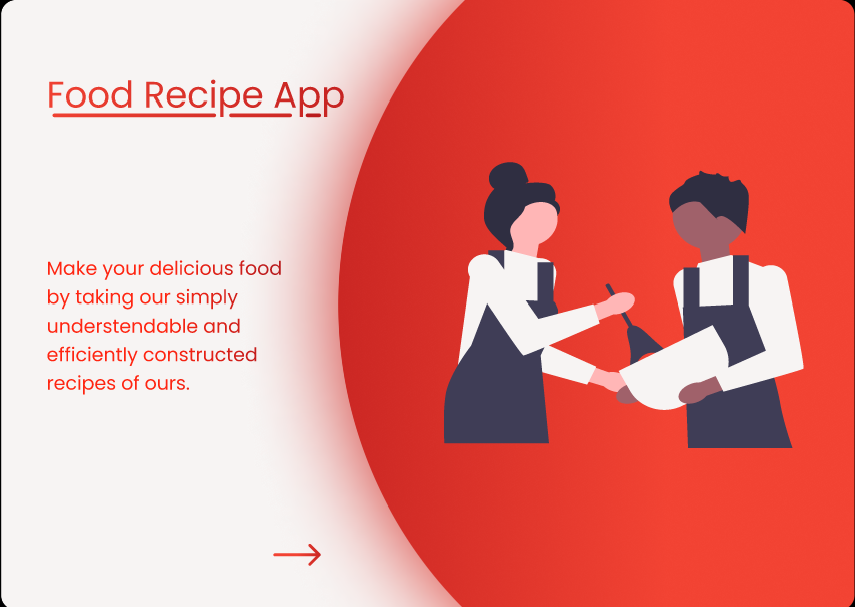 Food Recipe App
Make your delicious food
by taking our simply
understendable and
efficiently constructed
recipes of ours.